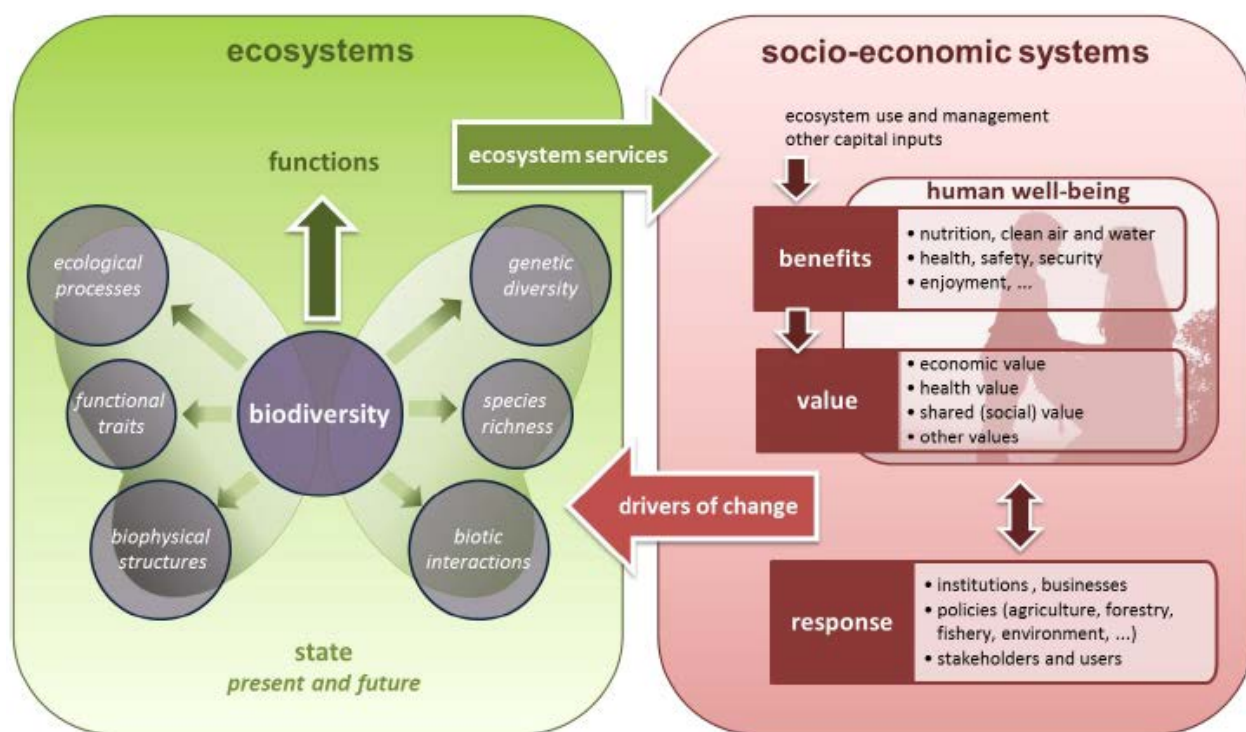 ecosystems
functions
ecological
processes
genetic
diversity
functional
traits
biodiversity
species
richness
biophysical
structures
biotic
interactions
state
present and future
ecosystem services
drivers of change
socio-economic systems
ecosystem use and management
other capital inputs
human well-being
benefits
• nutrition, clean air and water
• health, safety, security
• enjoyment, ...
value
• economic value
• health value
• shared (social) value
• other values
response
• institutions , businesses
• policies (agriculture, forestry,
fishery, environment, ...)
• stakeholders and users